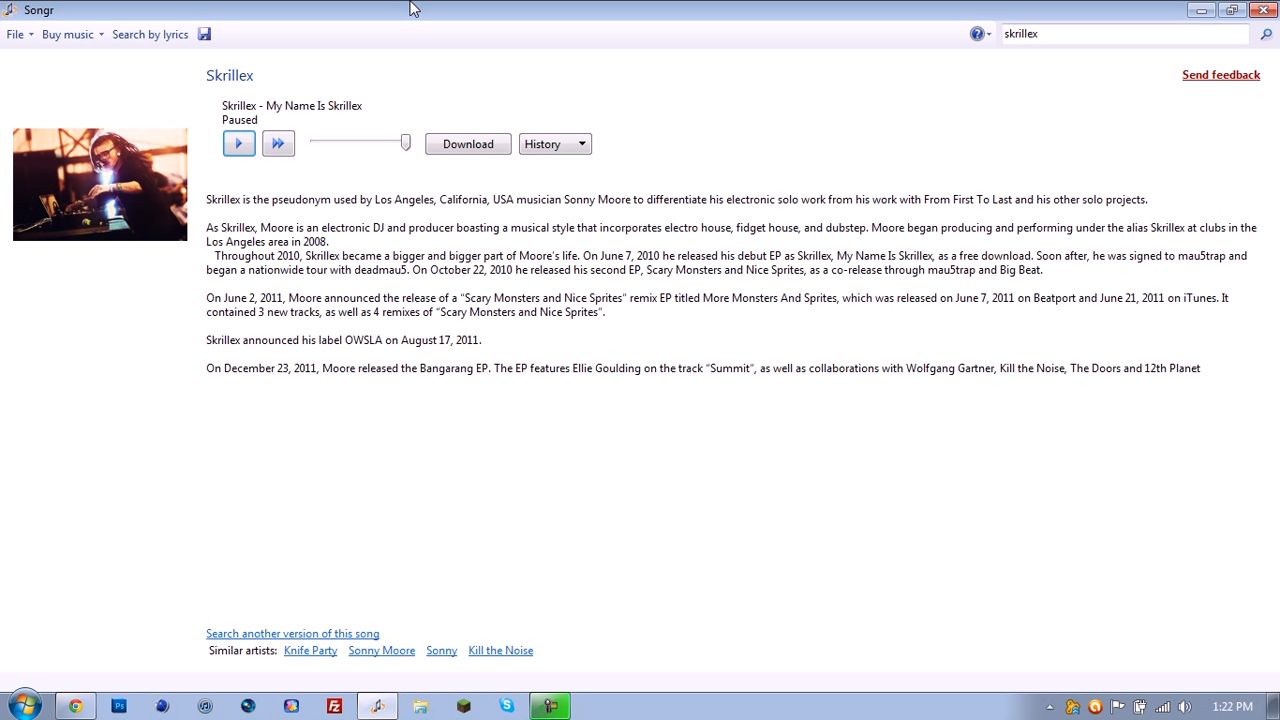 Songr
File Buy music Search by lyrics skrillex
Skrillex
Send feedback
Skrillex - My Name Is Skrillex
Paused
Download History
Skrillex is the pseudonym used by Los Angeles, California, USA musician Sonny Moore to differentiate his electronic solo work from his work with From First To Last and his other solo projects.
As Skrillex, Moore is an electronic DJ and producer boasting a musical style that incorporates electro house, fidget house, and dubstep. Moore began producing and performing under the alias Skrillex at clubs in the
Los Angeles area in 2008.
Throughout 2010, Skrillex became a bigger and bigger part of Moore's life. On June 7, 2010 he released his debut EP as Skrillex, My Name Is Skrillex, as a free download. Soon after, he was signed to mau5trap and
began a nationwide tour with deadmau5. On October 22, 2010 he released his second EP, Scary Monsters and Nice Sprites, as a co-release through mau5trap and Big Beat.
On June 2, 2011, Moore announced the release of a “Scary Monsters and Nice Sprites” remix EP titled More Monsters And Sprites, which was released on June 7, 2011 on Beatport and June 21, 2011 on iTunes. It
contained 3 new tracks, as well as 4 remixes of “Scary Monsters and Nice Sprites”.
Skrillex announced his label OWSLA on August 17, 2011.
On December 23, 2011, Moore released the Bangarang EP. The EP features Ellie Goulding on the track “Summit”, as well as collaborations with Wolfgang Gartner, Kill the Noise, The Doors and 12th Planet
Search another version of this song
Similar artists: Knife Party Sonny Moore Sonny Kill the Noise
Ps Fz 1:22 PM